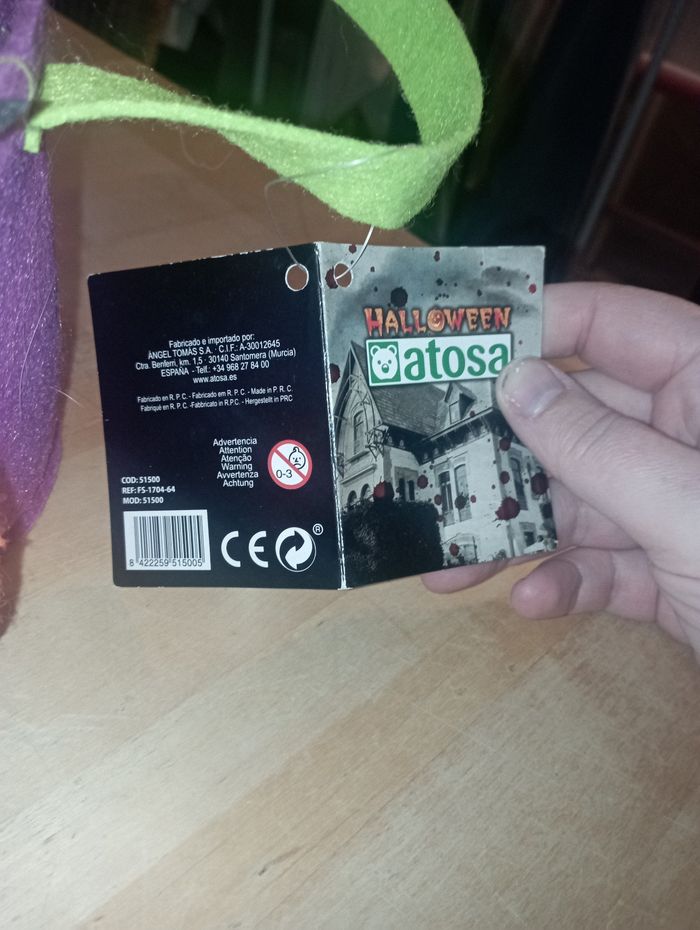 Fabricado e importado por:
ÁNGEL TOMAS S.A. · C.I.F.: A-30012645
Ctra. Benferri, km. 1,5 · 30140 Santomera (Murcia)
ESPAÑA - Telf.: +34 968 27 84 00
www.atosa.es
Fabricado en R. P. C. - Fabricado em R. P. C. - Made in P. R. C.
Fabriqué en R. P. C. -Fatbbricato in R.P.C. - Hergestellt in PRC
Advertencia
Attention
Atenção
Warning
Avvertenza
Achtung
0-3
COD: 51500
REF: FS-1704-64
MOD: 51500
8 422259 515005
CE
®
HALLOWEEN
atosa